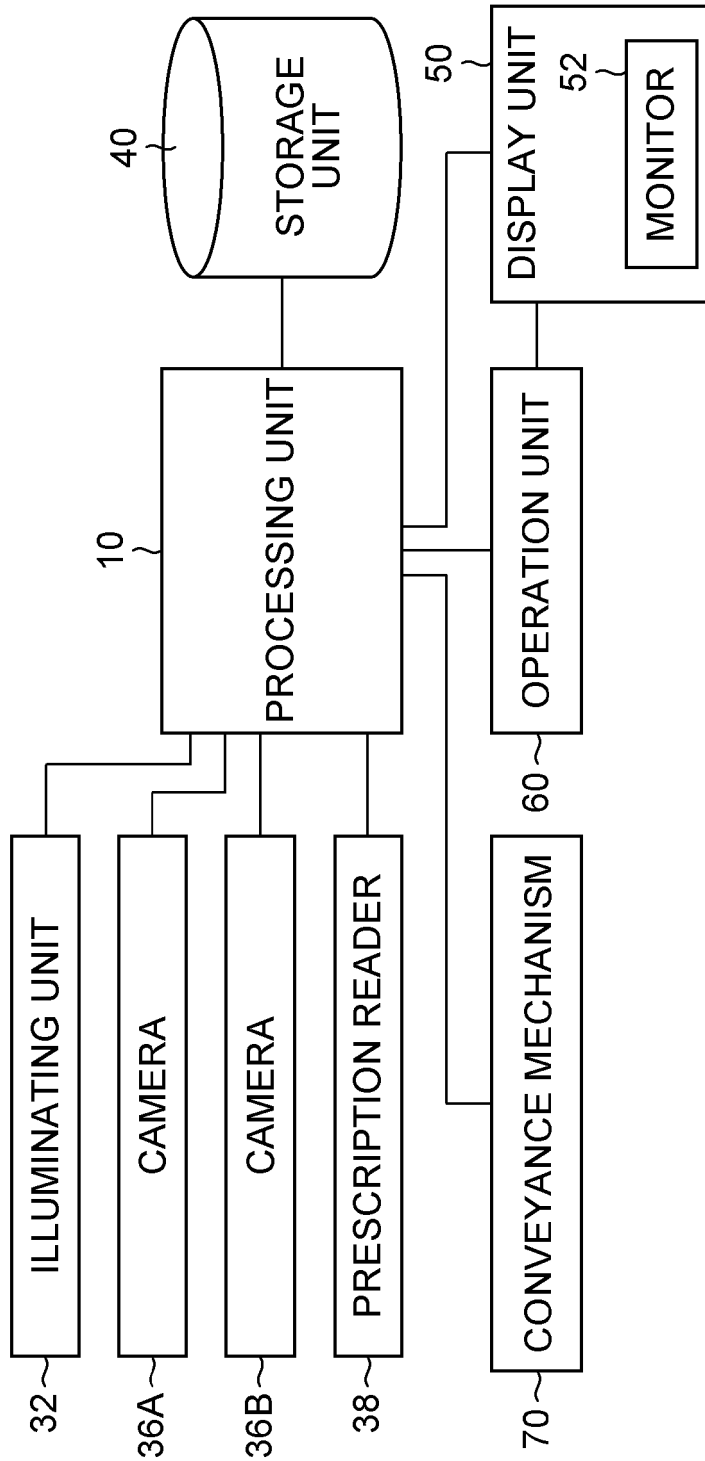 32
ILLUMINATING UNIT
36A
CAMERA
36B
CAMERA
38
PRESCRIPTION READER
10
PROCESSING UNIT
40
STORAGE
UNIT
70
CONVEYANCE MECHANISM
60
OPERATION UNIT
50
DISPLAY UNIT
52
MONITOR